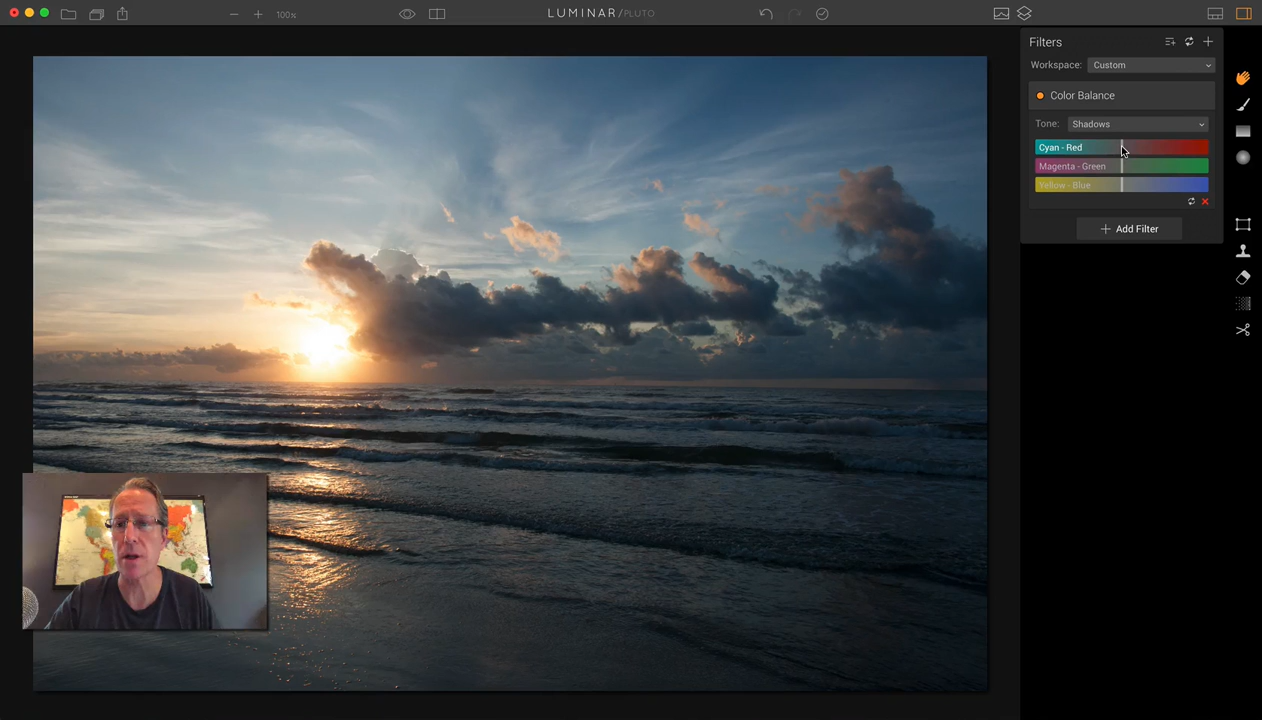 100%
LUMINAR/PLUTO
Filters
Workspace: Custom
Color Balance
Tone: Shadows
Cyan - Red
Magenta - Green
Yellow - Blue
Add Filter